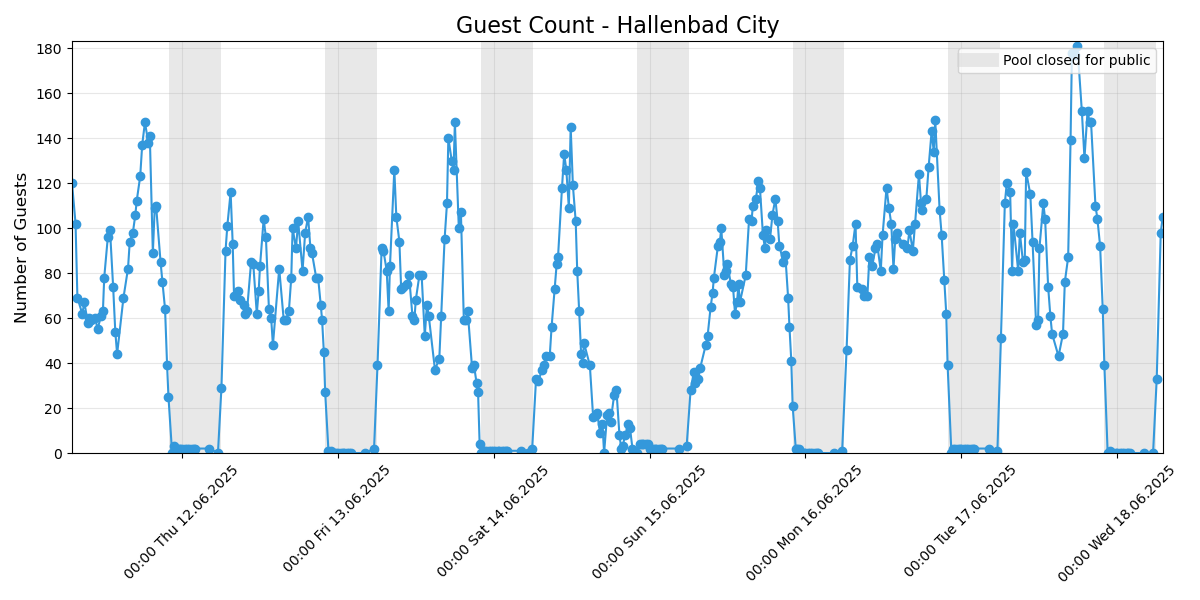 Guest Count - Hallenbad City
Pool closed for public
Number of Guests
180
160
140
120
100
80
60
40
20
0
00:00 Thu 12.06.2025
00:00 Fri 13.06.2025
00:00 Sat 14.06.2025
00:00 Sun 15.06.2025
00:00 Mon 16.06.2025
00:00 Tue 17.06.2025
00:00 Wed 18.06.2025